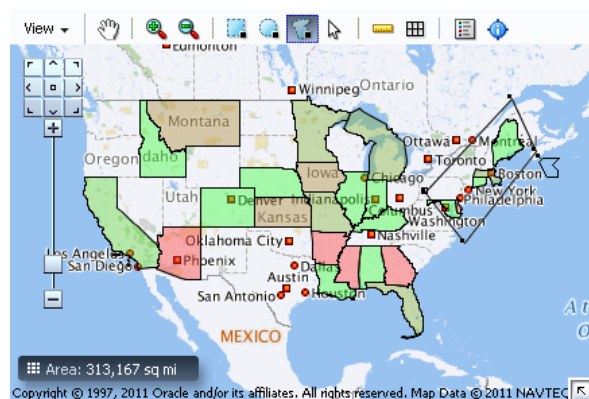 View
Edmonton
Winnipeg
Ontario
Montana
Ottawa
Montreal
Oregon
Idaho
Toronto
Iowa
Chicago
Boston
Utah
Denver
Indianapolis
New York
Philadelphia
Kansas
Columbus
Washington
Oklahoma City
Nashville
Los Angeles
San Diego
Phoenix
Dallas
Austin
San Antonio
Houston
MEXICO
A t
O
Area: 313,167 sq mi
Copyright © 1997, 2011 Oracle and/or its affiliates. All rights reserved. Map Data © 2011 NAVTEQ